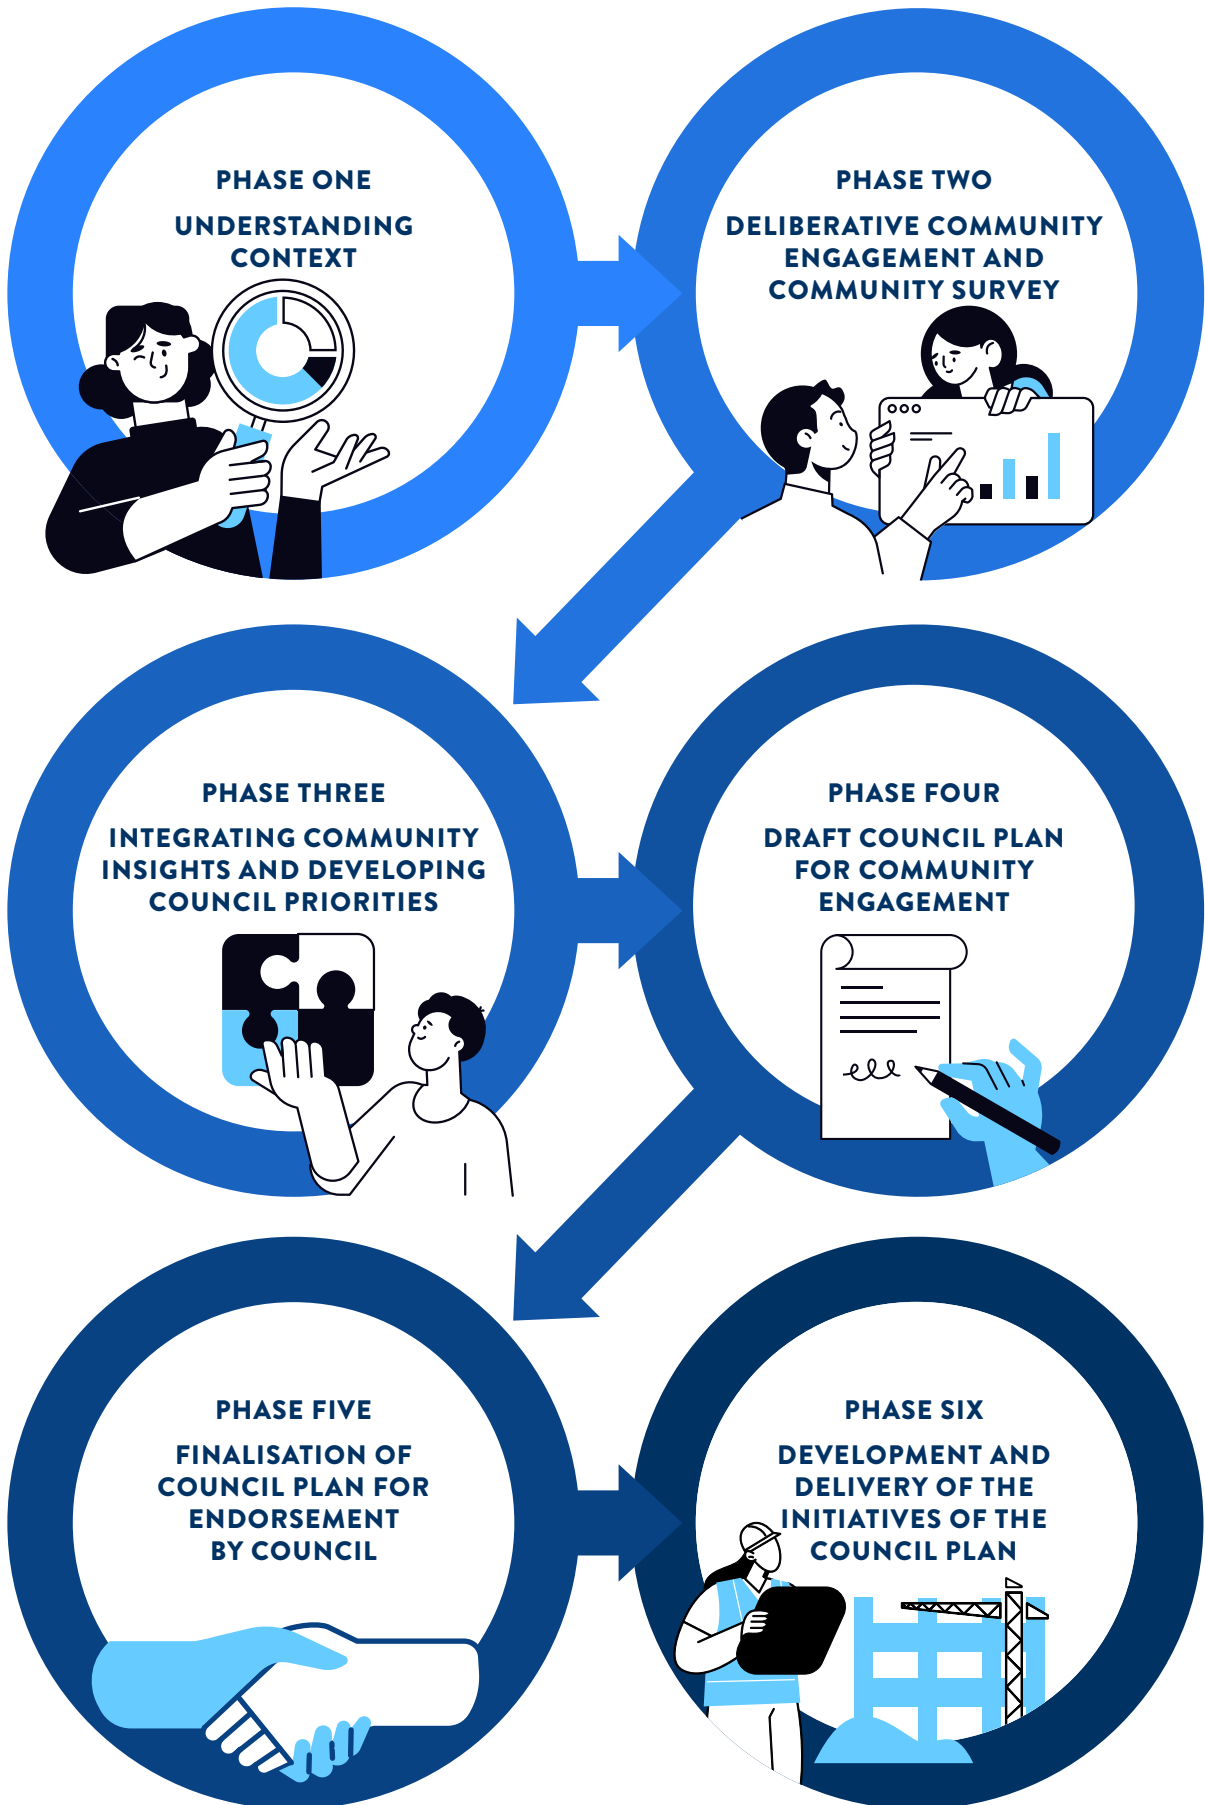 PHASE ONE
UNDERSTANDING
CONTEXT
PHASE TWO
DELIBERATIVE COMMUNITY
ENGAGEMENT AND
COMMUNITY SURVEY
PHASE THREE
INTEGRATING COMMUNITY
INSIGHTS AND DEVELOPING
COUNCIL PRIORITIES
PHASE FOUR
DRAFT COUNCIL PLAN
FOR COMMUNITY
ENGAGEMENT
PHASE FIVE
FINALISATION OF
COUNCIL PLAN FOR
ENDORSEMENT
BY COUNCIL
PHASE SIX
DEVELOPMENT AND
DELIVERY OF THE
INITIATIVES OF THE
COUNCIL PLAN